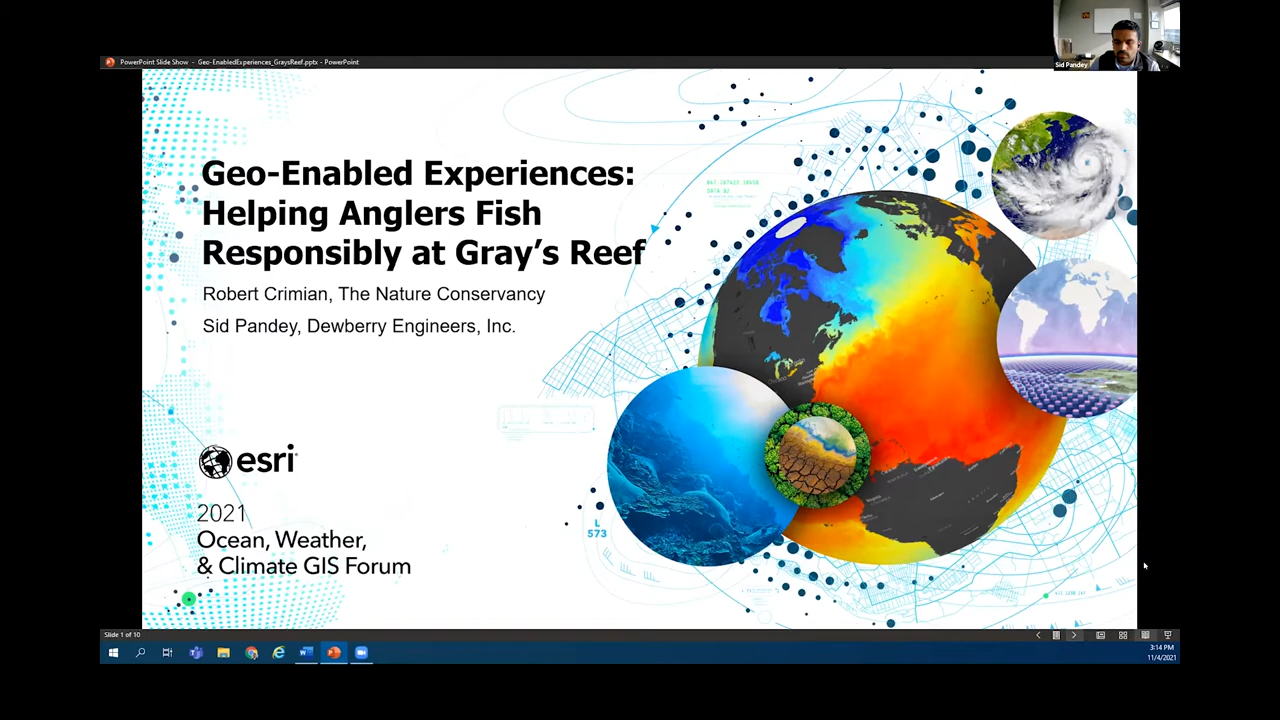 Sid Pandey
PowerPoint Slide Show - Geo-EnabledExperiences_GraysReef.pptx - PowerPoint
Geo-Enabled Experiences:
Helping Anglers Fish
Responsibly at Gray's Reef
Robert Crimian, The Nature Conservancy
Sid Pandey, Dewberry Engineers, Inc.
esri
2021
Ocean, Weather,
& Climate GIS Forum
L
573
Slide 1 of 10
3:14 PM
11/4/2021